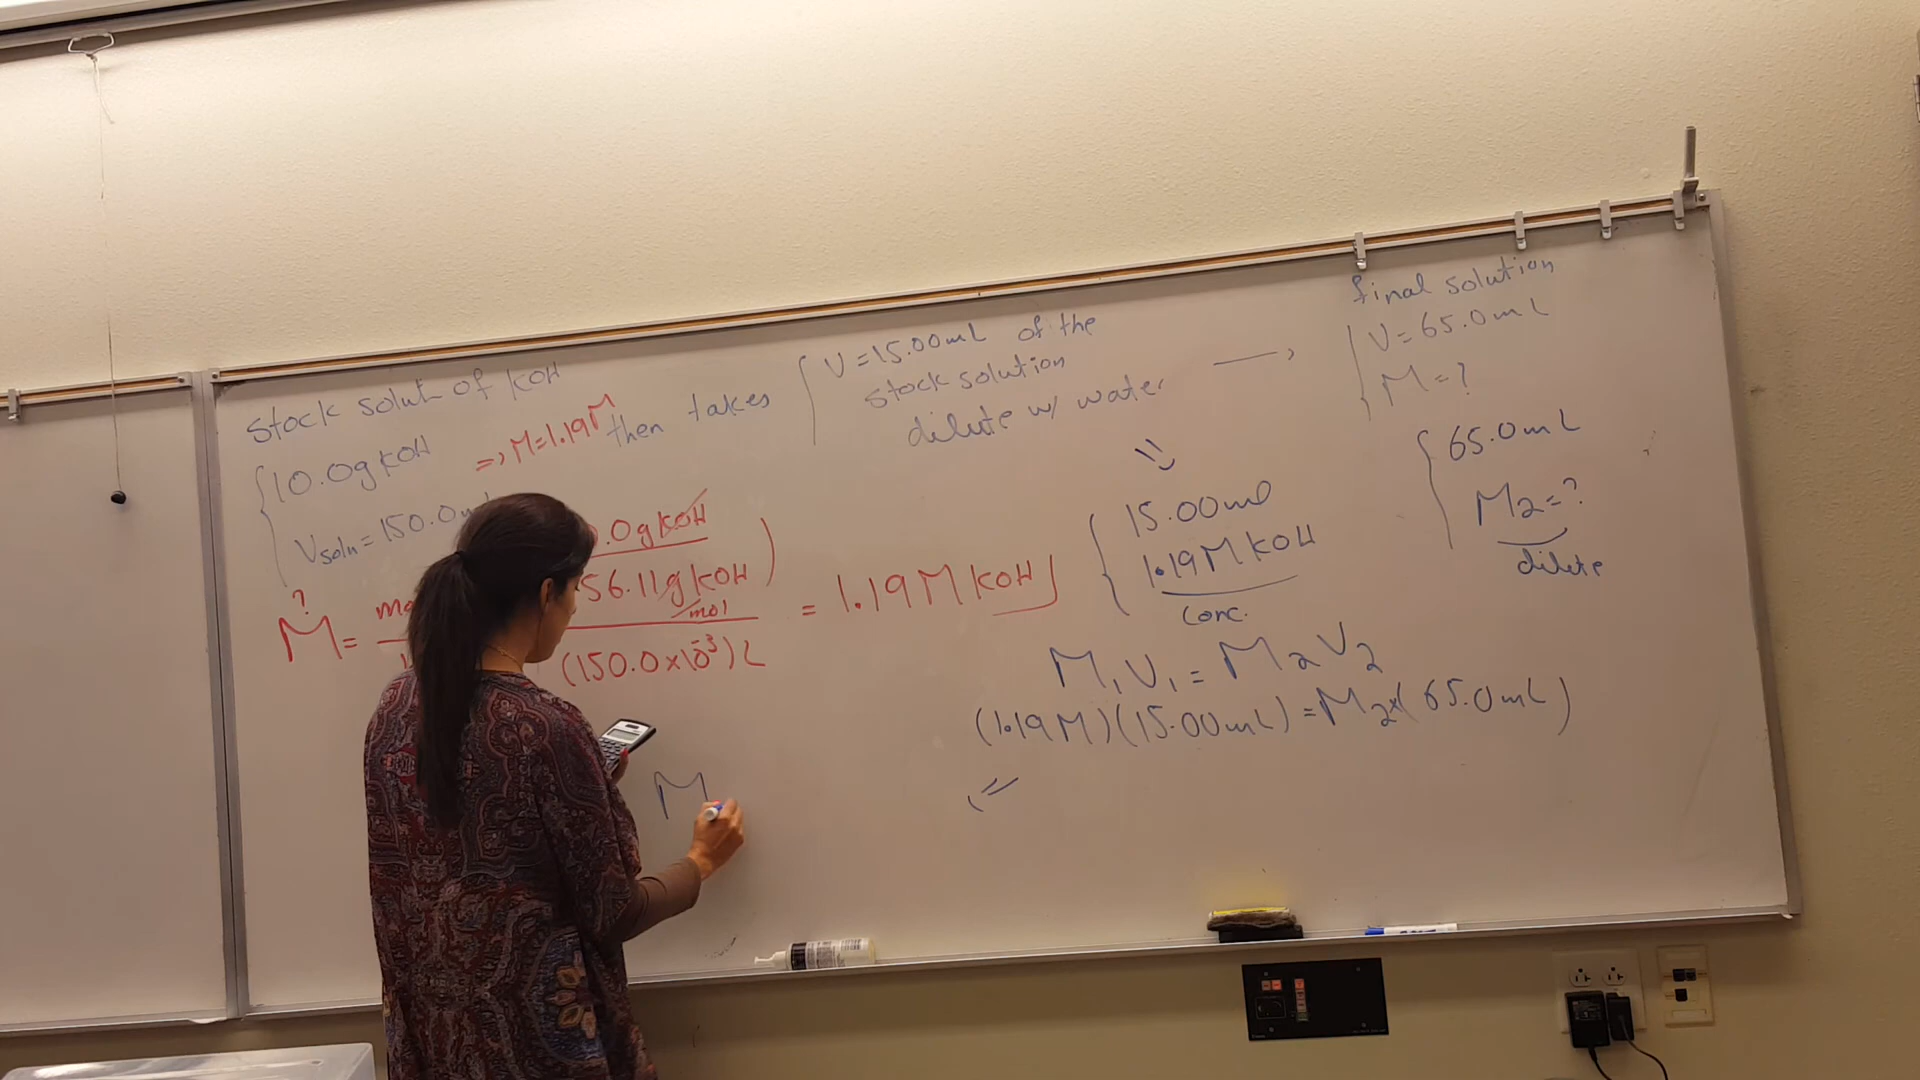 Stock solut- of KOH
10.0g KOH
=> M=1.19M
Vsoln = 150.0m
then takes
V=15.00mL of the
stock solution
dilute w/ water
final solution
V=65.0mL
M=?
?
M=
.0g KOH
56.11g KOH
mol
(150.0x10⁻³)L
= 1.19M KOH
15.00ml
1.19M KOH
Conc.
65.0mL
M2=?
dilute
M₁V₁ = M₂V₂
(1.19M)(15.00mL) = M₂x(65.0mL)
M